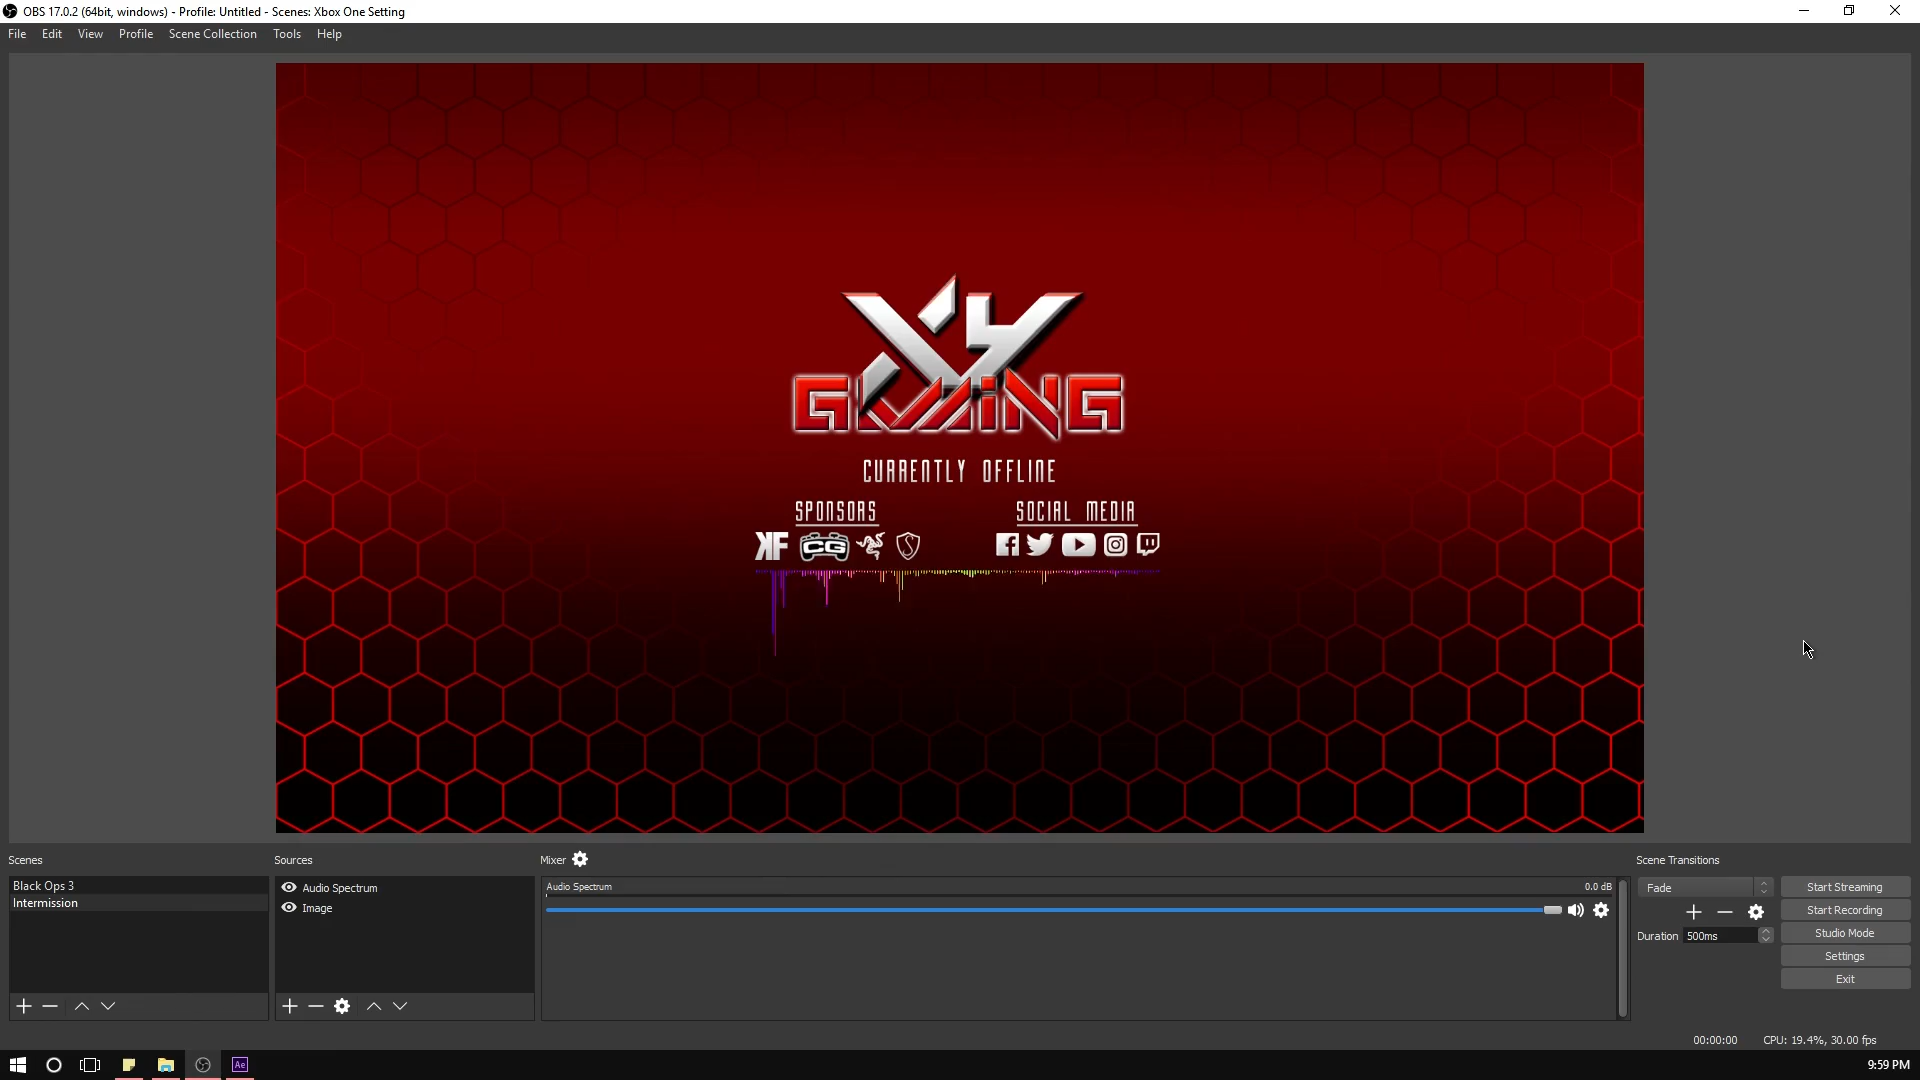 OBS 17.0.2 (64bit, windows) - Profile: Untitled - Scenes: Xbox One Setting
File Edit View Profile Scene Collection Tools Help
GAMING
CURRENTLY OFFLINE
SPONSORS SOCIAL MEDIA
KF CG
Scenes Sources Mixer Scene Transitions
Black Ops 3
Intermission
Audio Spectrum
Image
Audio Spectrum 0.0 dB
Fade
Duration 500ms
Start Streaming
Start Recording
Studio Mode
Settings
Exit
00:00:00 CPU: 19.4%, 30.00 fps
Ae
9:59 PM